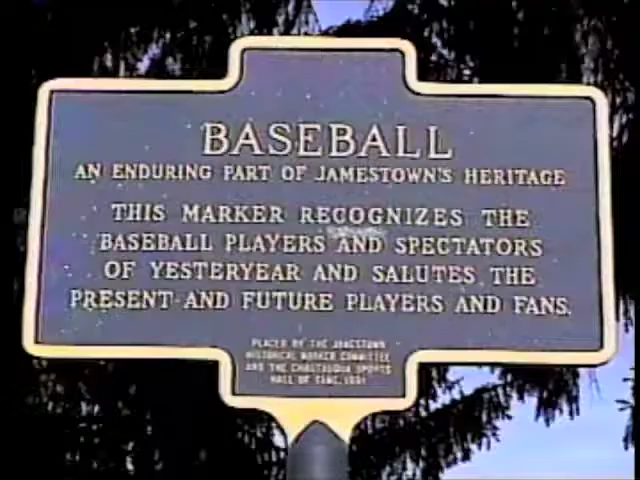 BASEBALL
AN ENDURING PART OF JAMESTOWN'S HERITAGE
THIS MARKER RECOGNIZES THE
BASEBALL PLAYERS AND SPECTATORS
OF YESTERYEAR AND SALUTES THE
PRESENT AND FUTURE PLAYERS AND FANS.
PLACED BY THE JAMESTOWN
HISTORICAL MARKER COMMITTEE
AND THE CHAUTAUQUA SPORTS
HALL OF FAME,